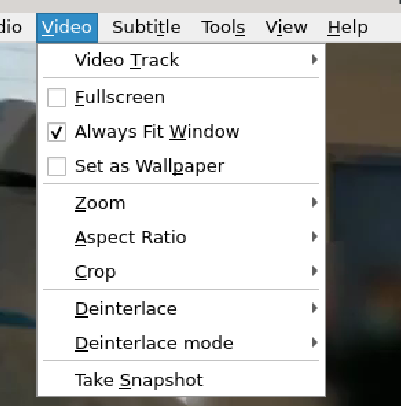 dio Video Subtitle Tools View Help
Video Track
Fullscreen
Always Fit Window
Set as Wallpaper
Zoom
Aspect Ratio
Crop
Deinterlace
Deinterlace mode
Take Snapshot